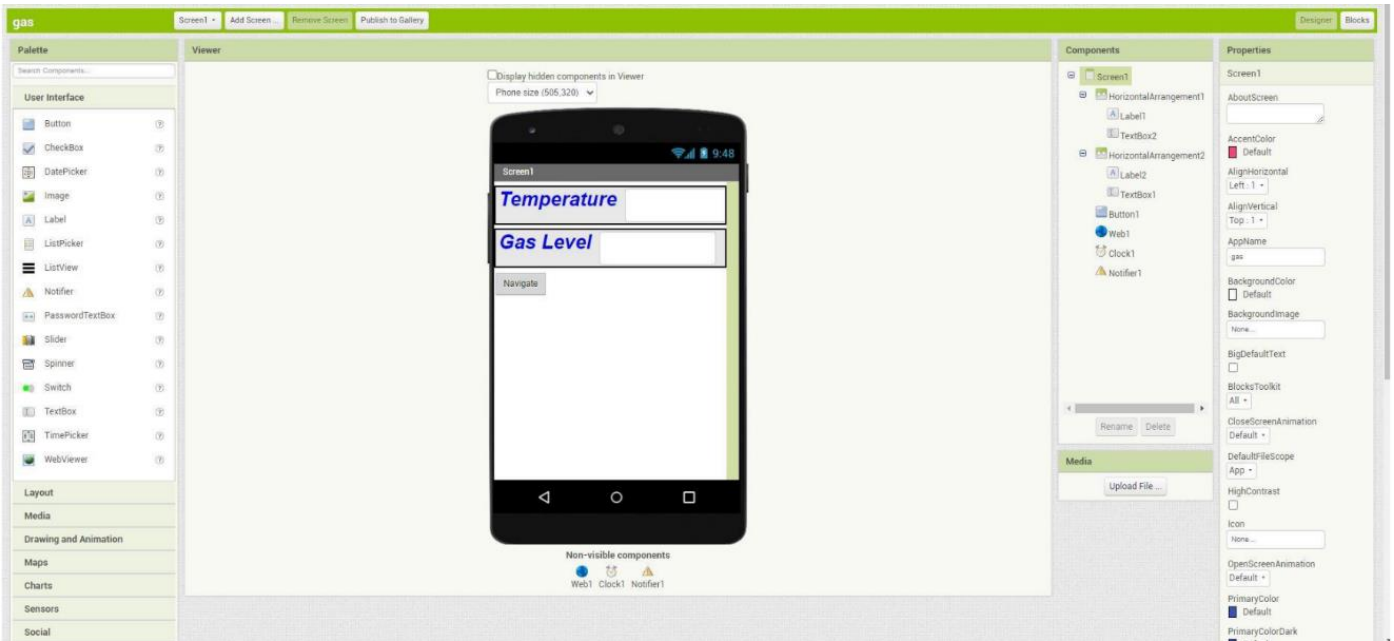 gas
Screen1
Add Screen ...
Remove Screen
Publish to Gallery
Designer
Blocks
Palette
Search Components...
User Interface
Button
CheckBox
DatePicker
Image
Label
ListPicker
ListView
Notifier
PasswordTextBox
Slider
Spinner
Switch
TextBox
TimePicker
WebViewer
Layout
Media
Drawing and Animation
Maps
Charts
Sensors
Social
Viewer
Display hidden components in Viewer
Phone size (505,320)
9:48
Screen1
Temperature
Gas Level
Navigate
Non-visible components
Web1 Clock1 Notifier1
Components
Screen1
HorizontalArrangement1
Label1
TextBox2
HorizontalArrangement2
Label2
TextBox1
Button1
Web1
Clock1
Notifier1
Rename
Delete
Media
Upload File ...
Properties
Screen1
AboutScreen
AccentColor
Default
AlignHorizontal
Left : 1
AlignVertical
Top : 1
AppName
gas
BackgroundColor
Default
BackgroundImage
None...
BigDefaultText
BlocksToolkit
All
CloseScreenAnimation
Default
DefaultFileScope
App
HighContrast
Icon
None...
OpenScreenAnimation
Default
PrimaryColor
Default
PrimaryColorDark